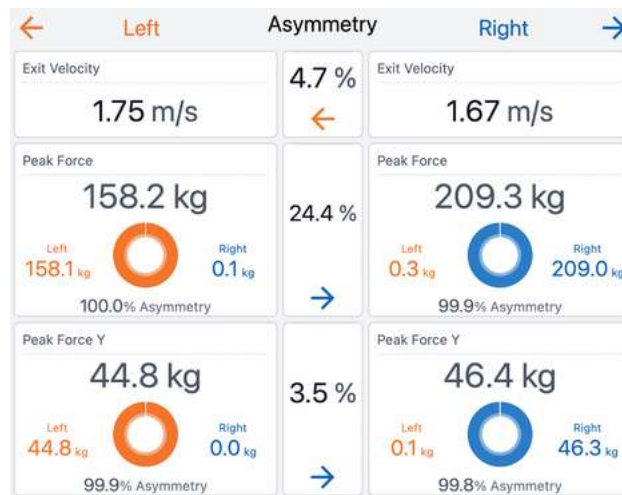 ← Left Asymmetry Right →
Exit Velocity
1.75 m/s
4.7 %
←
Exit Velocity
1.67 m/s
Peak Force
158.2 kg
Left
158.1 kg
Right
0.1 kg
100.0% Asymmetry
24.4 %
→
Peak Force
209.3 kg
Left
0.3 kg
Right
209.0 kg
99.9% Asymmetry
Peak Force Y
44.8 kg
Left
44.8 kg
Right
0.0 kg
99.9% Asymmetry
3.5 %
→
Peak Force Y
46.4 kg
Left
0.1 kg
Right
46.3 kg
99.8% Asymmetry